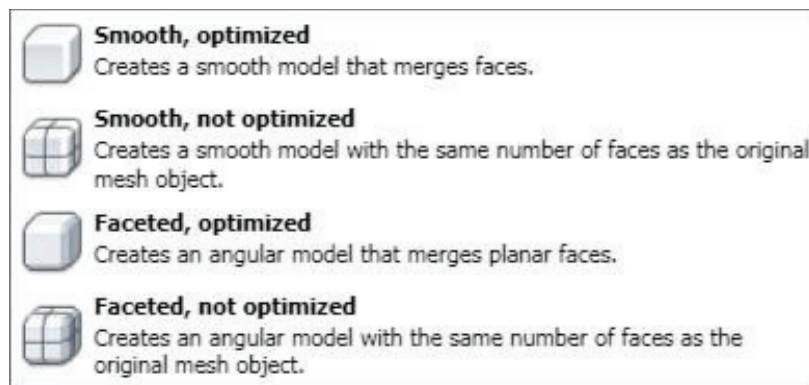 Smooth, optimized
Creates a smooth model that merges faces.
Smooth, not optimized
Creates a smooth model with the same number of faces as the original
mesh object.
Faceted, optimized
Creates an angular model that merges planar faces.
Faceted, not optimized
Creates an angular model with the same number of faces as the
original mesh object.